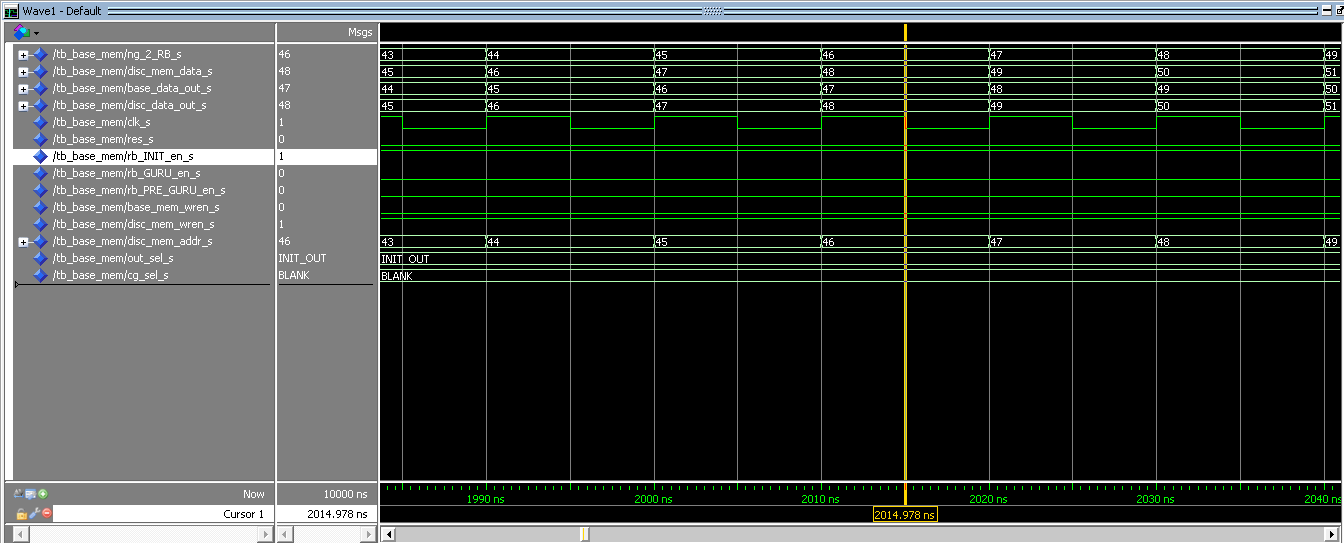 Wave1 - Default
Msgs
/tb_base_mem/ng_2_RB_s 46 43 44 45 46 47 48 49
/tb_base_mem/disc_mem_data_s 48 45 46 47 48 49 50 51
/tb_base_mem/base_data_out_s 47 44 45 46 47 48 49 50
/tb_base_mem/disc_data_out_s 48 45 46 47 48 49 50 51
/tb_base_mem/clk_s 1
/tb_base_mem/res_s 0
/tb_base_mem/rb_INIT_en_s 1
/tb_base_mem/rb_GURU_en_s 0
/tb_base_mem/rb_PRE_GURU_en_s 0
/tb_base_mem/base_mem_wren_s 0
/tb_base_mem/disc_mem_wren_s 1
/tb_base_mem/disc_mem_addr_s 46 43 44 45 46 47 48 49
/tb_base_mem/out_sel_s INIT_OUT INIT_OUT
/tb_base_mem/cg_sel_s BLANK BLANK
Now 10000 ns 1990 ns 2000 ns 2010 ns 2020 ns 2030 ns 2040 ns
Cursor 1 2014.978 ns 2014.978 ns